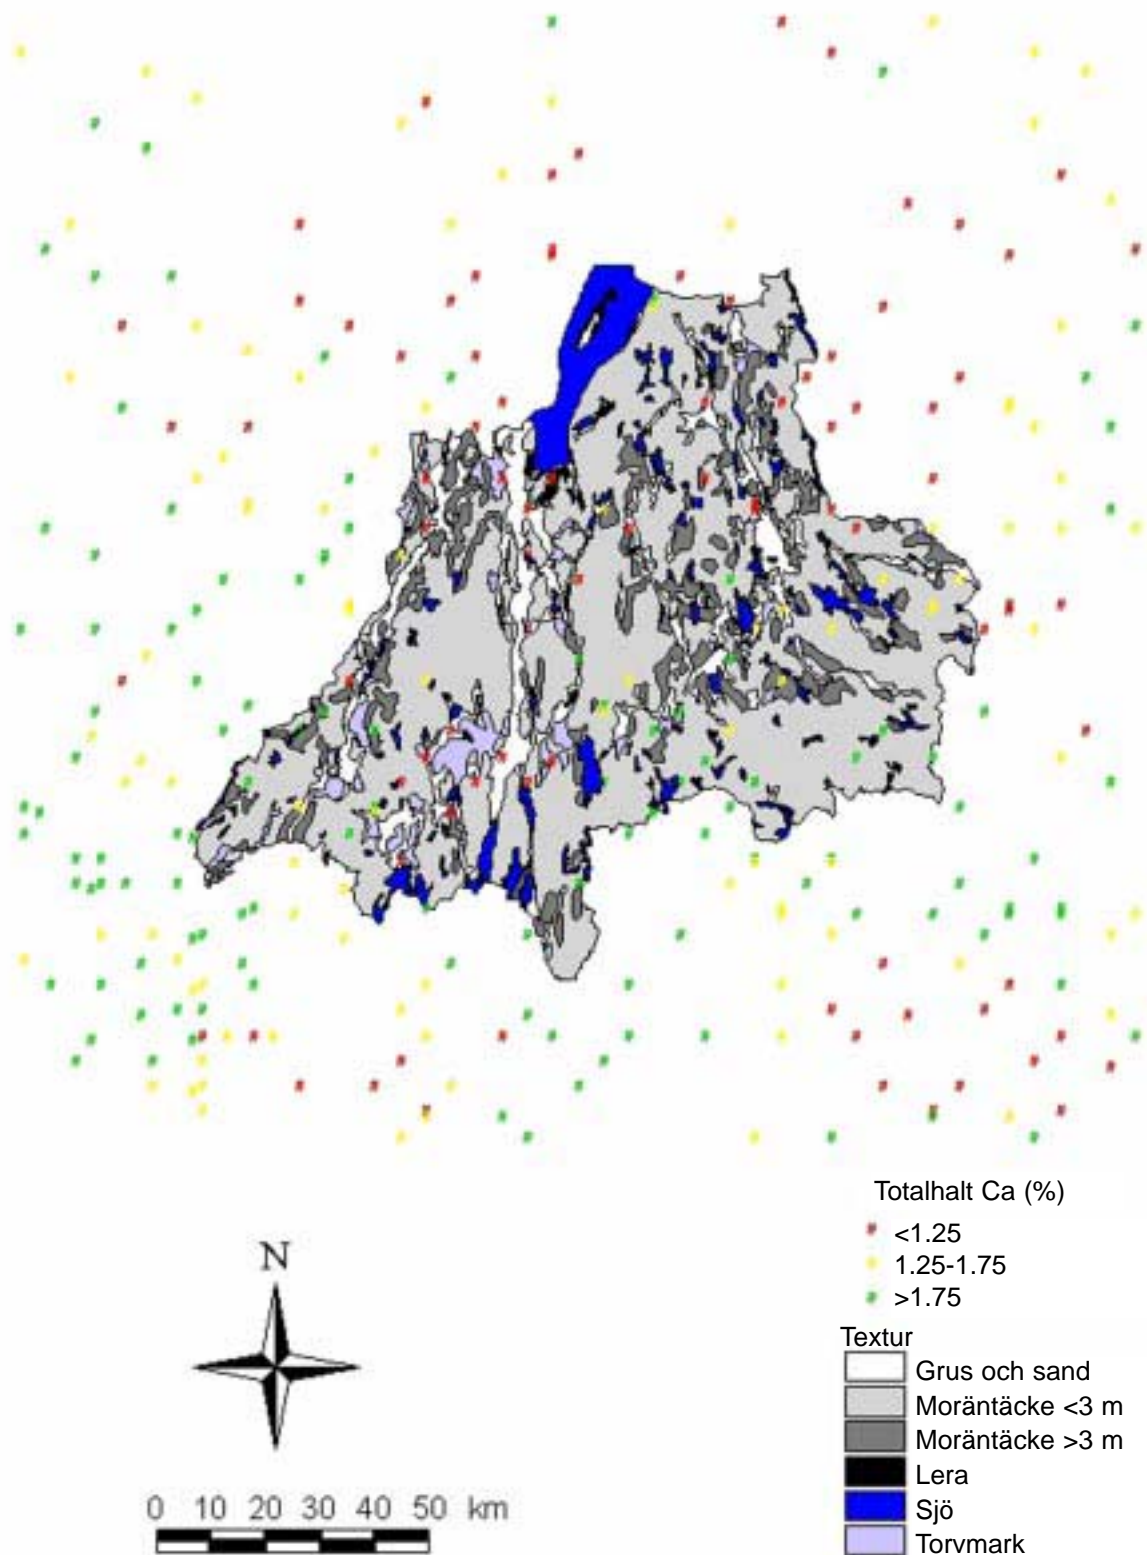 Totalhalt Ca (%)
<1.25
1.25-1.75
>1.75
N
Textur
Grus och sand
Moräntäcke <3 m
Moräntäcke >3 m
Lera
Sjö
Torvmark
0 10 20 30 40 50 km